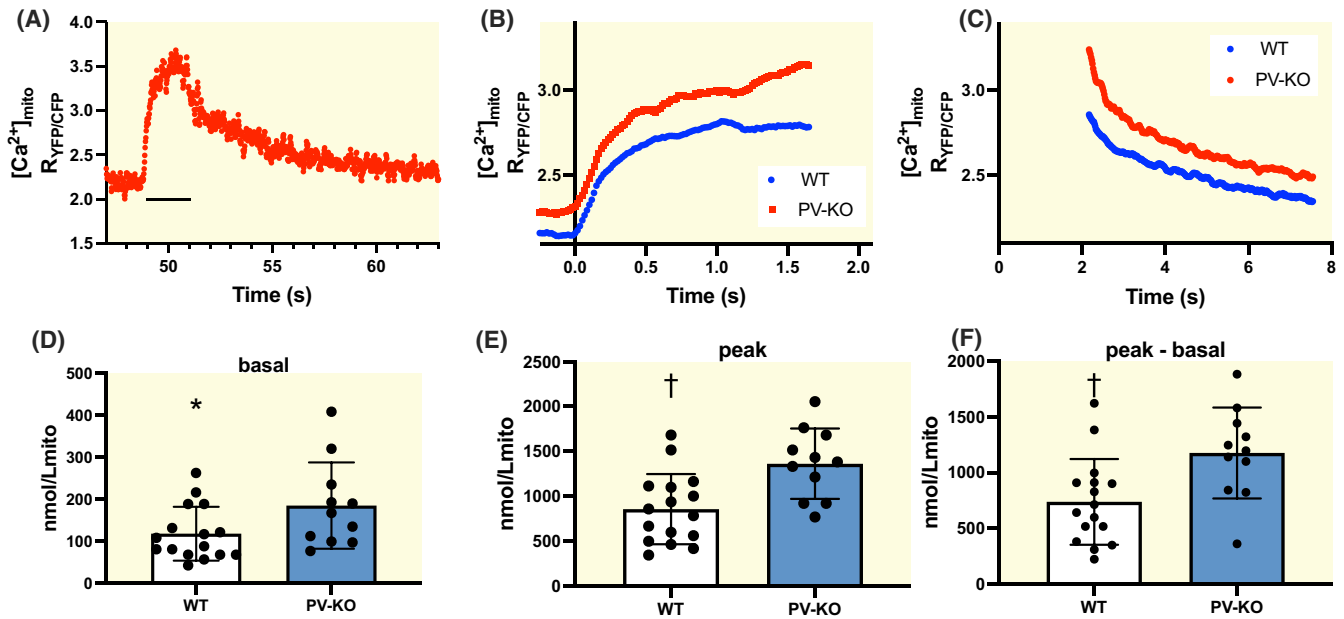 (A)
[Ca²⁺]mito
R YFP/CFP
4.0
3.5
3.0
2.5
2.0
1.5
50
55
60
Time (s)
(B)
[Ca²⁺]mito
R YFP/CFP
3.0
2.5
WT
PV-KO
0.0
0.5
1.0
1.5
2.0
Time (s)
(C)
[Ca²⁺]mito
R YFP/CFP
3.0
2.5
WT
PV-KO
0
2
4
6
8
Time (s)
(D)
basal
nmol/Lmito
500
400
300
200
100
0
*
WT
PV-KO
(E)
peak
nmol/Lmito
2500
2000
1500
1000
500
0
†
WT
PV-KO
(F)
peak - basal
nmol/Lmito
2000
1500
1000
500
0
†
WT
PV-KO